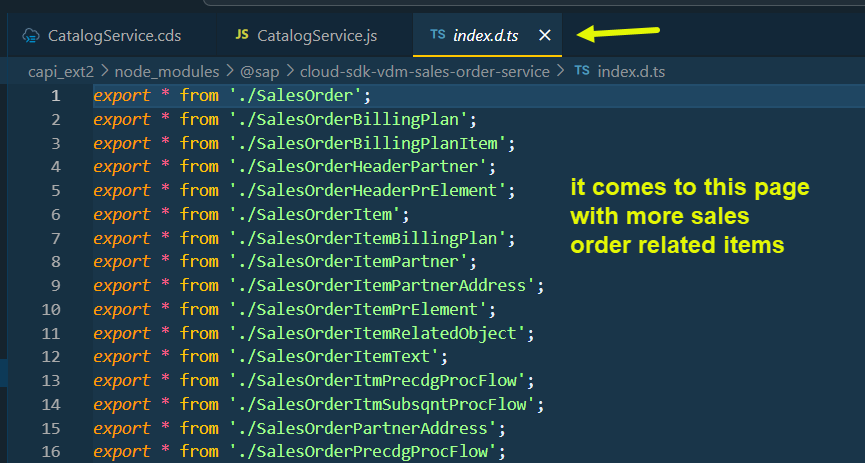 CatalogService.cds JS CatalogService.js TS index.d.ts ×
capi_ext2 > node_modules > @sap > cloud-sdk-vdm-sales-order-service > TS index.d.ts
1 export * from './SalesOrder';
2 export * from './SalesOrderBillingPlan';
3 export * from './SalesOrderBillingPlanItem';
4 export * from './SalesOrderHeaderPartner';
5 export * from './SalesOrderHeaderPrElement';
6 export * from './SalesOrderItem';
7 export * from './SalesOrderItemBillingPlan';
8 export * from './SalesOrderItemPartner';
9 export * from './SalesOrderItemPartnerAddress';
10 export * from './SalesOrderItemPrElement';
11 export * from './SalesOrderItemRelatedObject';
12 export * from './SalesOrderItemText';
13 export * from './SalesOrderItmPrecdgProcFlow';
14 export * from './SalesOrderItmSubsqntProcFlow';
15 export * from './SalesOrderPartnerAddress';
16 export * from './SalesOrderPrecdgProcFlow';
it comes to this page
with more sales
order related items